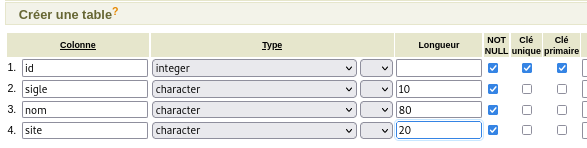 Créer une table?
Colonne Type Longueur NOT NULL Clé unique Clé primaire
1. id integer
2. sigle character 10
3. nom character 80
4. site character 20